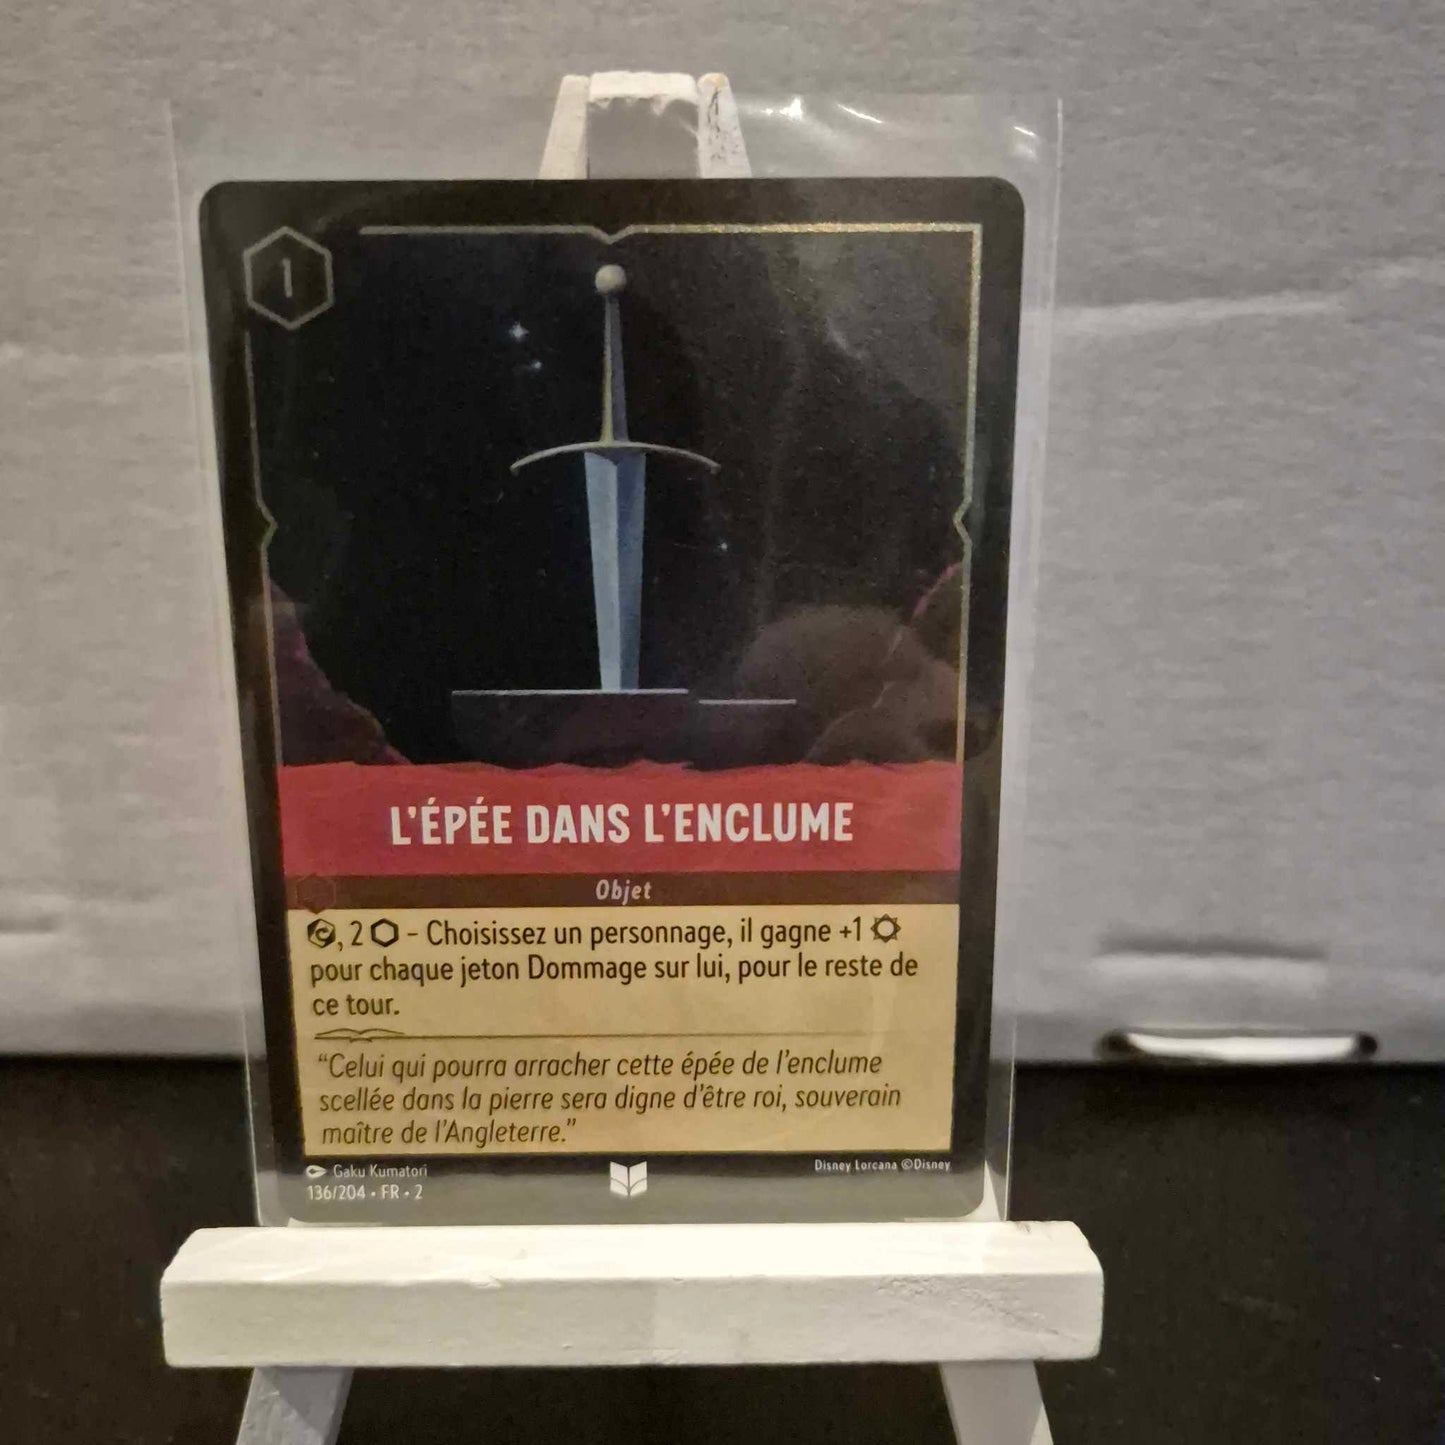 1
L'ÉPÉE DANS L'ENCLUME
Objet
, 2 – Choisissez un personnage, il gagne +1
pour chaque jeton Dommage sur lui, pour le reste de
ce tour.
“Celui qui pourra arracher cette épée de l'enclume
scellée dans la pierre sera digne d'être roi, souverain
maître de l'Angleterre.”
Gaku Kumatori
Disney Lorcana ©Disney
136/204 • FR • 2